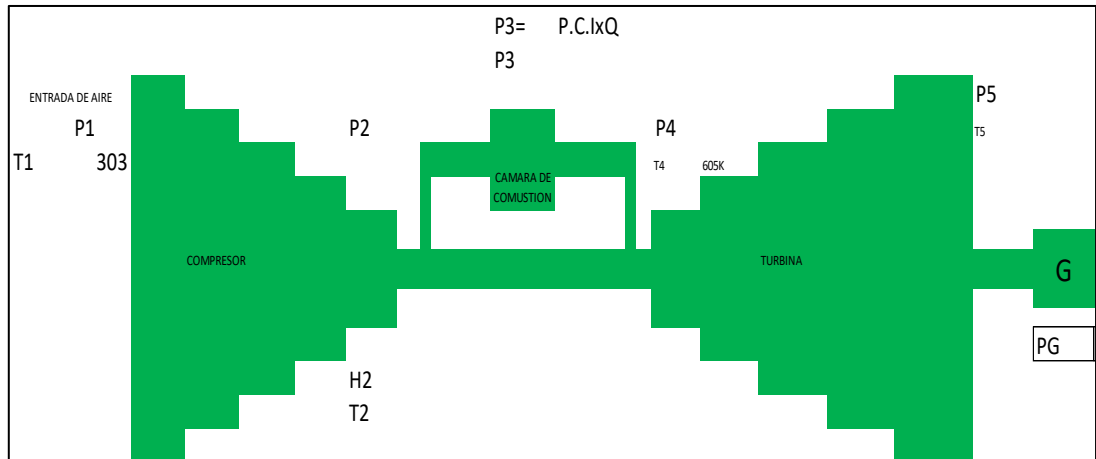 P3= P.C.IxQ
P3
ENTRADA DE AIRE
P1
P2
P4
P5
T1 303
T4 605K
T5
CAMARA DE
COMUSTION
COMPRESOR
TURBINA
G
PG
H2
T2